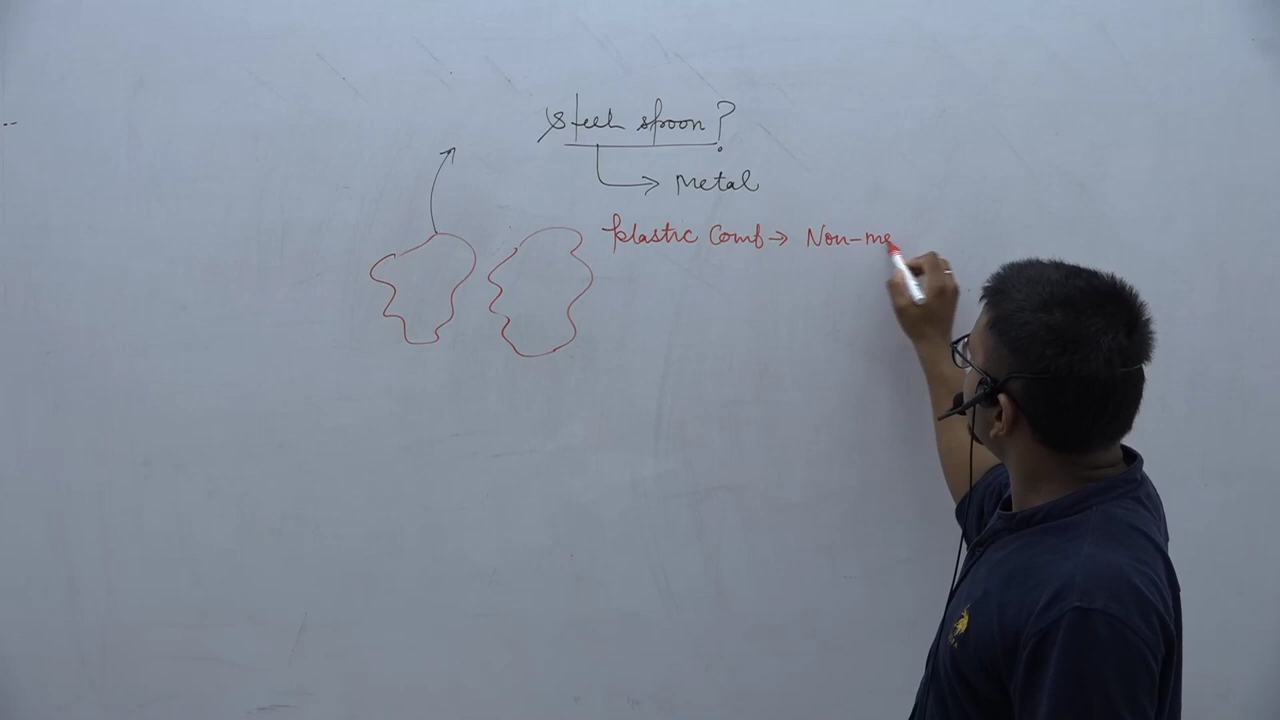 Steel spoon?
→ Metal
Plastic Comb → Non-me